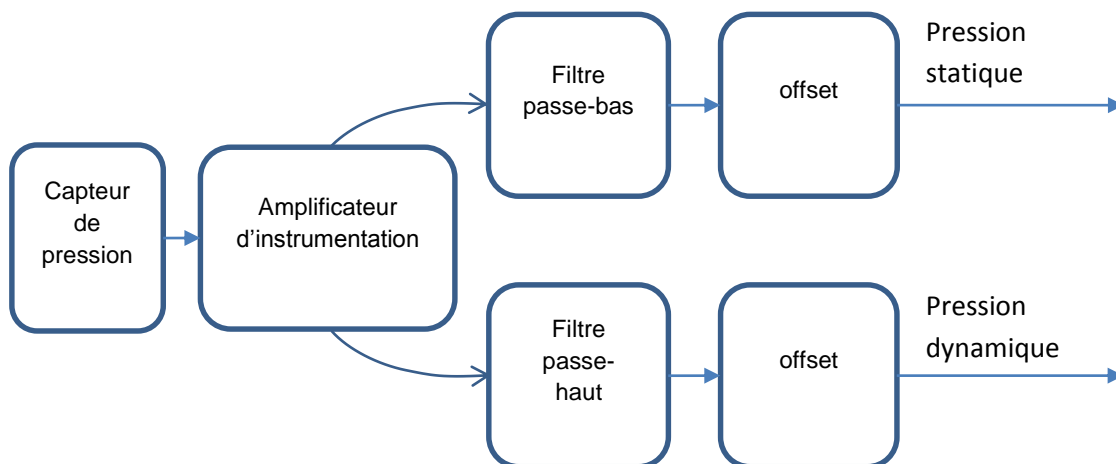 Capteur
de
pression
Amplificateur
d’instrumentation
Filtre
passe-bas
offset
Pression
statique
Filtre
passe-
haut
offset
Pression
dynamique